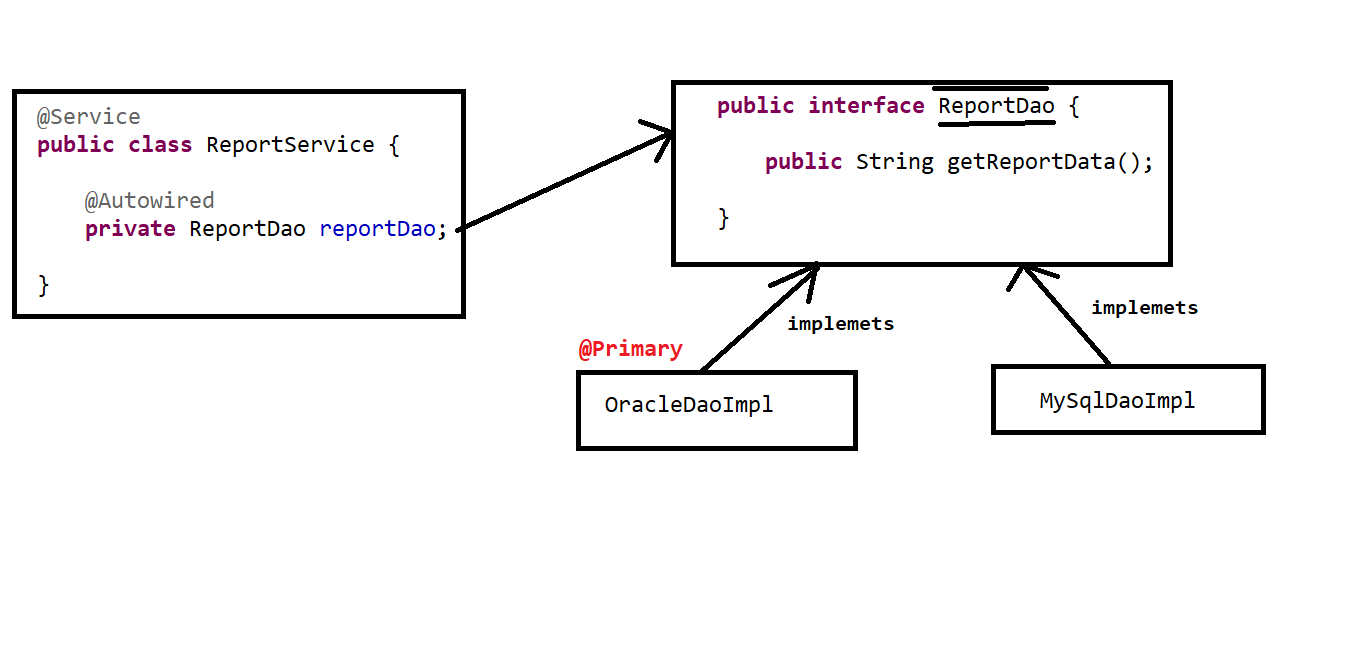 @Service
public class ReportService {
@Autowired
private ReportDao reportDao;
}
public interface ReportDao {
public String getReportData();
}
implemets
implemets
@Primary
OracleDaoImpl
MySqlDaoImpl